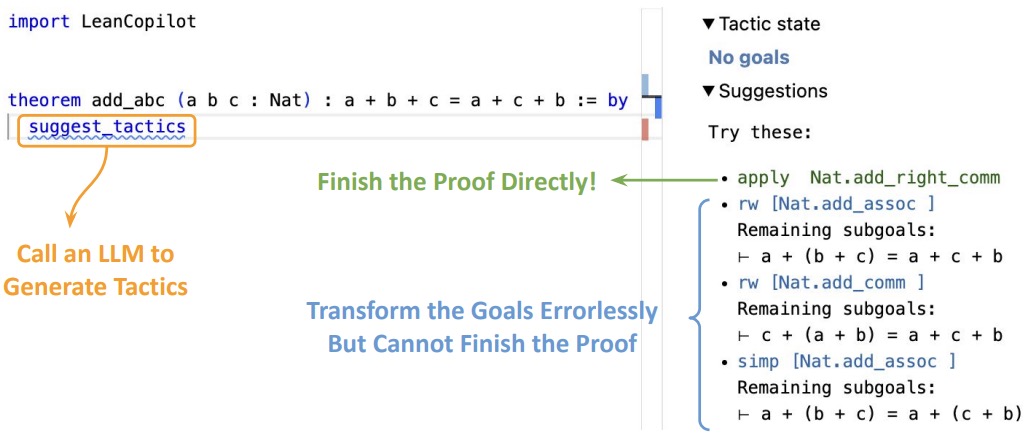 import LeanCopilot
theorem add_abc (a b c : Nat) : a + b + c = a + c + b := by
suggest_tactics
Call an LLM to
Generate Tactics
Finish the Proof Directly!
Transform the Goals Errorlessly
But Cannot Finish the Proof
▼ Tactic state
No goals
▼ Suggestions
Try these:
• apply  Nat.add_right_comm
• rw [Nat.add_assoc ]
Remaining subgoals:
⊢ a + (b + c) = a + c + b
• rw [Nat.add_comm ]
Remaining subgoals:
⊢ c + (a + b) = a + c + b
• simp [Nat.add_assoc ]
Remaining subgoals:
⊢ a + (b + c) = a + (c + b)